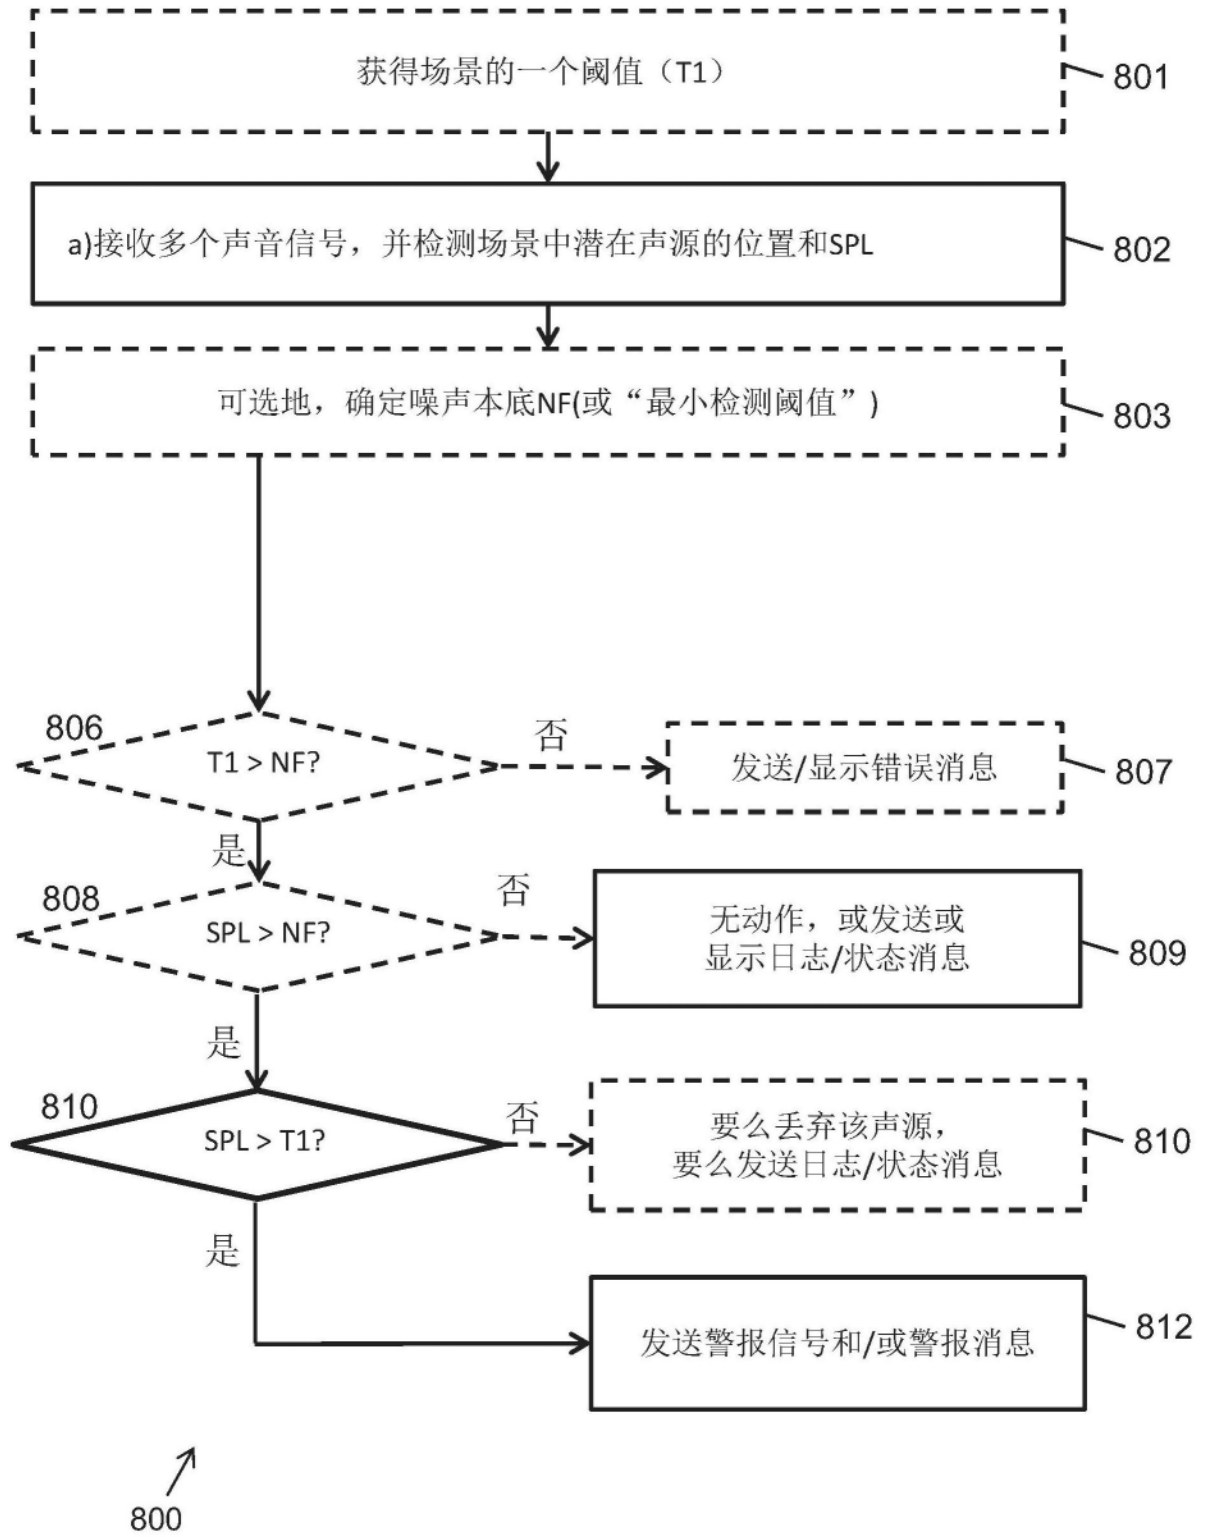 获得场景的一个阈值（T1）
801
a)接收多个声音信号，并检测场景中潜在声源的位置和SPL
802
可选地，确定噪声本底NF(或“最小检测阈值”)
803
806
T1 > NF?
否
发送/显示错误消息
807
是
808
SPL > NF?
否
无动作，或发送或
显示日志/状态消息
809
是
810
SPL > T1?
否
要么丢弃该声源，
要么发送日志/状态消息
810
是
发送警报信号和/或警报消息
812
800